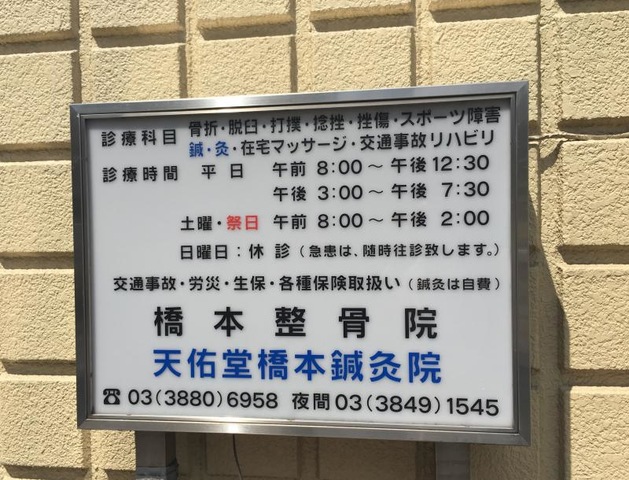 診療科目 骨折・脱臼・打撲・捻挫・挫傷・スポーツ障害
鍼・灸・在宅マッサージ・交通事故リハビリ
診療時間 平日 午前 8:00～午後12:30
午後 3:00～午後 7:30
土曜・祭日 午前 8:00～午後 2:00
日曜日：休診（急患は、随時往診致します。）
交通事故・労災・生保・各種保険取扱い（鍼灸は自費）
橋本整骨院
天佑堂橋本鍼灸院
☎03(3880)6958 夜間03(3849)1545